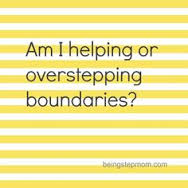 Am I helping or
overstepping
boundaries?
beingstepmom.com